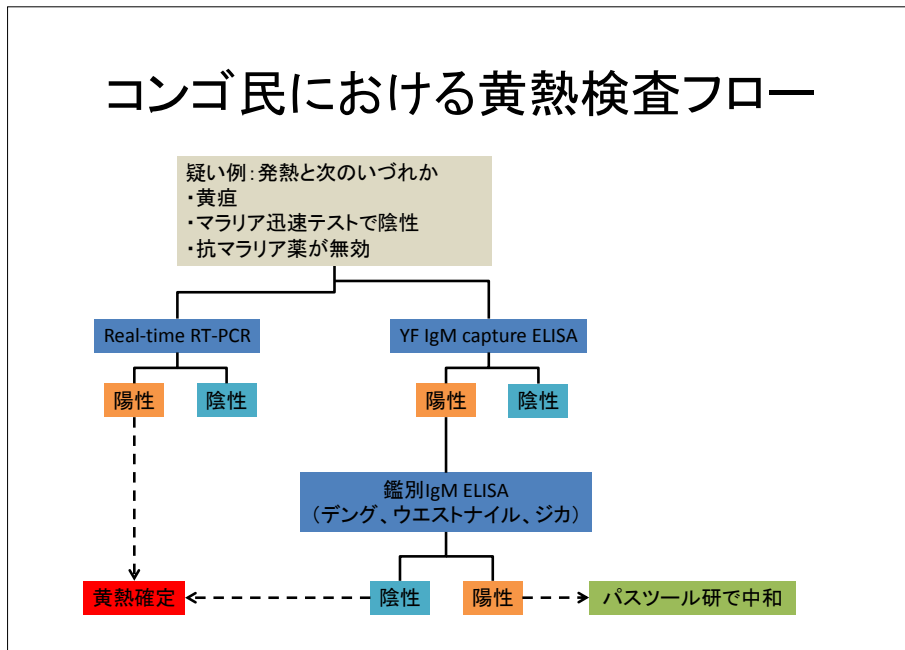 コンゴ民における黄熱検査フロー
疑い例：発熱と次のいづれか
・黄疸
・マラリア迅速テストで陰性
・抗マラリア薬が無効
Real-time RT-PCR
YF IgM capture ELISA
陽性
陰性
陽性
陰性
鑑別IgM ELISA
（デング、ウエストナイル、ジカ）
黄熱確定
陰性
陽性
パスツール研で中和